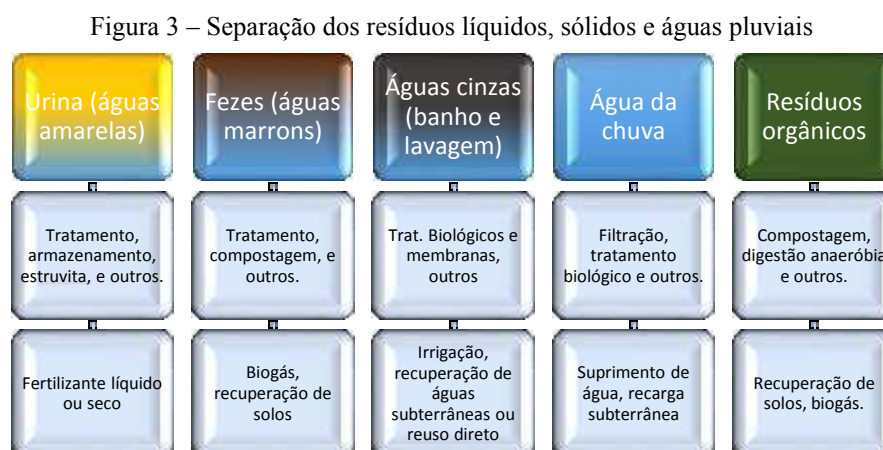 Figura 3 – Separação dos resíduos líquidos, sólidos e águas pluviais
Urina (águas
amarelas)
Fezes (águas
marrons)
Águas cinzas
(banho e
lavagem)
Água da
chuva
Resíduos
orgânicos
Tratamento,
armazenamento,
estruvita, e outros.
Tratamento,
compostagem, e
outros.
Trat. Biológicos e
membranas,
outros
Filtração,
tratamento
biológico e outros.
Compostagem,
digestão anaeróbia
e outros.
Fertilizante líquido
ou seco
Biogás,
recuperação de
solos
Irrigação,
recuperação de
águas
subterrâneas ou
reuso direto
Suprimento de
água, recarga
subterrânea
Recuperação de
solos, biogás.